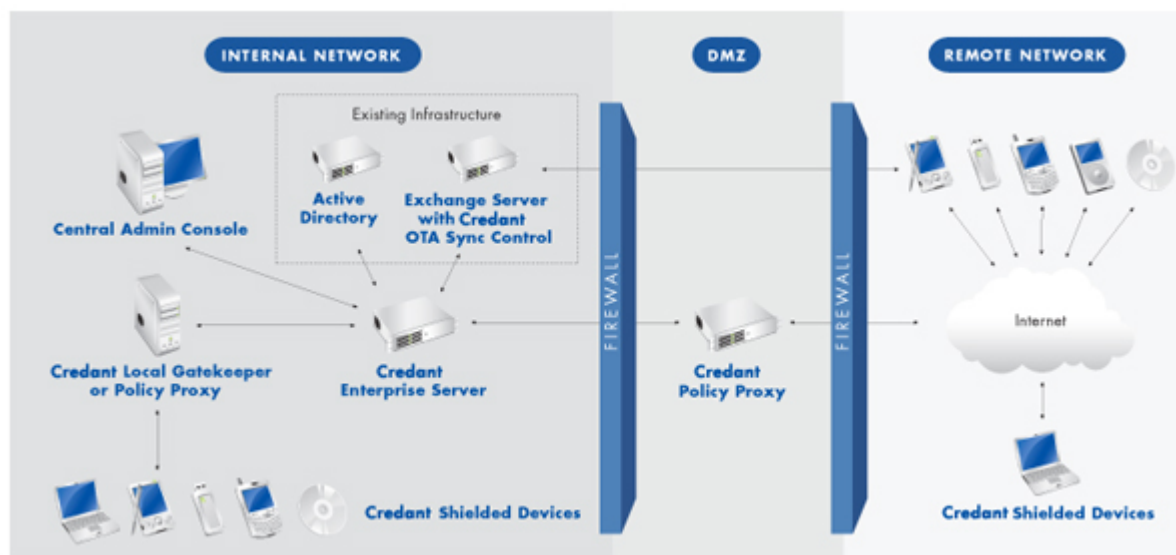 INTERNAL NETWORK
DMZ
REMOTE NETWORK
Existing Infrastructure
Active
Directory
Exchange Server
with Credant
OTA Sync Control
Central Admin Console
FIREWALL
FIREWALL
Internet
Credant Local Gatekeeper
or Policy Proxy
Credant
Enterprise Server
Credant
Policy Proxy
Credant Shielded Devices
Credant Shielded Devices